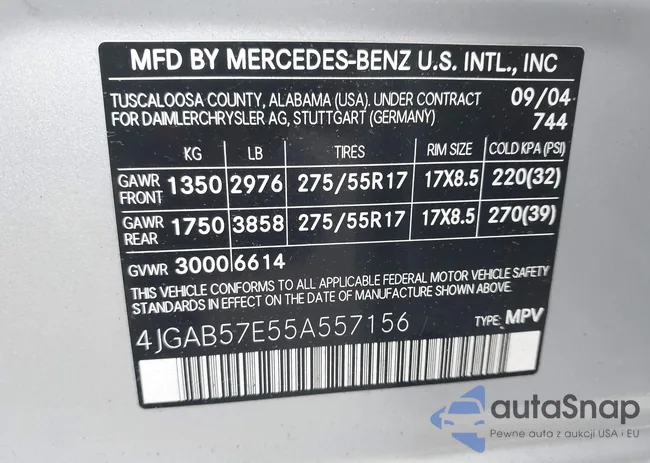 MFD BY MERCEDES-BENZ U.S. INTL., INC
TUSCALOOSA COUNTY, ALABAMA (USA). UNDER CONTRACT 09/04
FOR DAIMLERCHRYSLER AG, STUTTGART (GERMANY) 744
KG LB TIRES RIM SIZE COLD KPA (PSI)
GAWR FRONT 1350 2976 275/55R17 17X8.5 220(32)
GAWR REAR 1750 3858 275/55R17 17X8.5 270(39)
GVWR 3000 6614
THIS VEHICLE CONFORMS TO ALL APPLICABLE FEDERAL MOTOR VEHICLE SAFETY
STANDARDS IN EFFECT ON THE DATE OF MANUFACTURE SHOWN ABOVE.
4JGAB57E55A557156 TYPE: MPV
autaSnap
Pewne auta z aukcji USA i EU